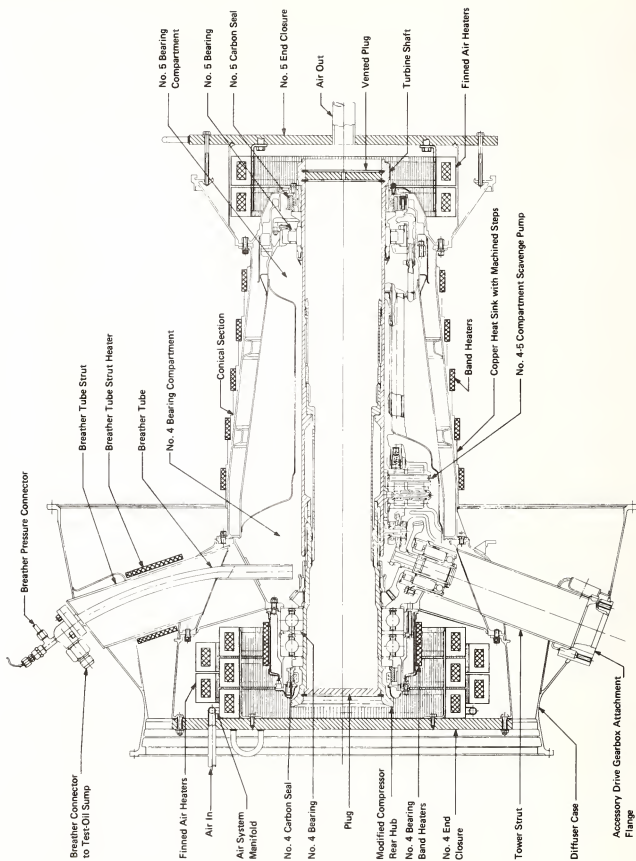 No. 5 Bearing
Compartment
No. 5 Bearing
No. 5 Carbon Seal
No. 5 End Closure
Air Out
Vented Plug
Turbine Shaft
Finned Air Heaters
Breather Pressure Connector
Breather Tube Strut
Breather Tube Strut Heater
Breather Tube
No. 4 Bearing Compartment
Conical Section
Band Heaters
Copper Heat Sink with Machined Steps
No. 4-5 Compartment Scavenge Pump
Breather Connector
to Test-Oil Sump
Finned Air Heaters
Air In
Air System
Manifold
No. 4 Carbon Seal
No. 4 Bearing
Plug
Modified Compressor
Rear Hub
No. 4 Bearing
Band Heaters
No. 4 End
Closure
Tower Strut
Diffuser Case
Accessory Drive Gearbox Attachment
Flange